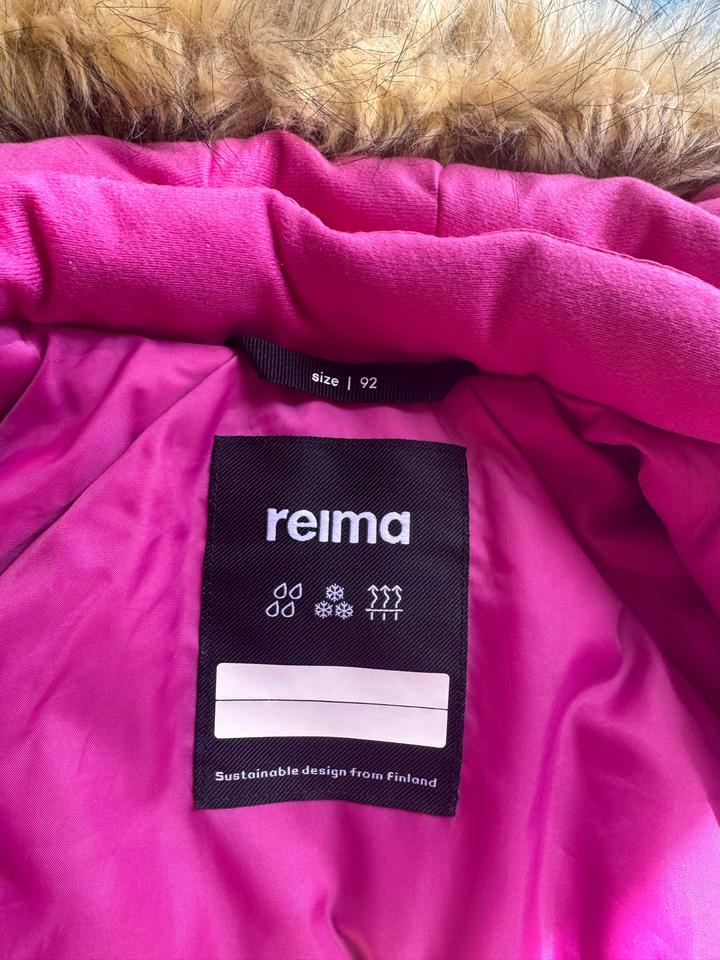 size | 92
reima
Sustainable design from Finland